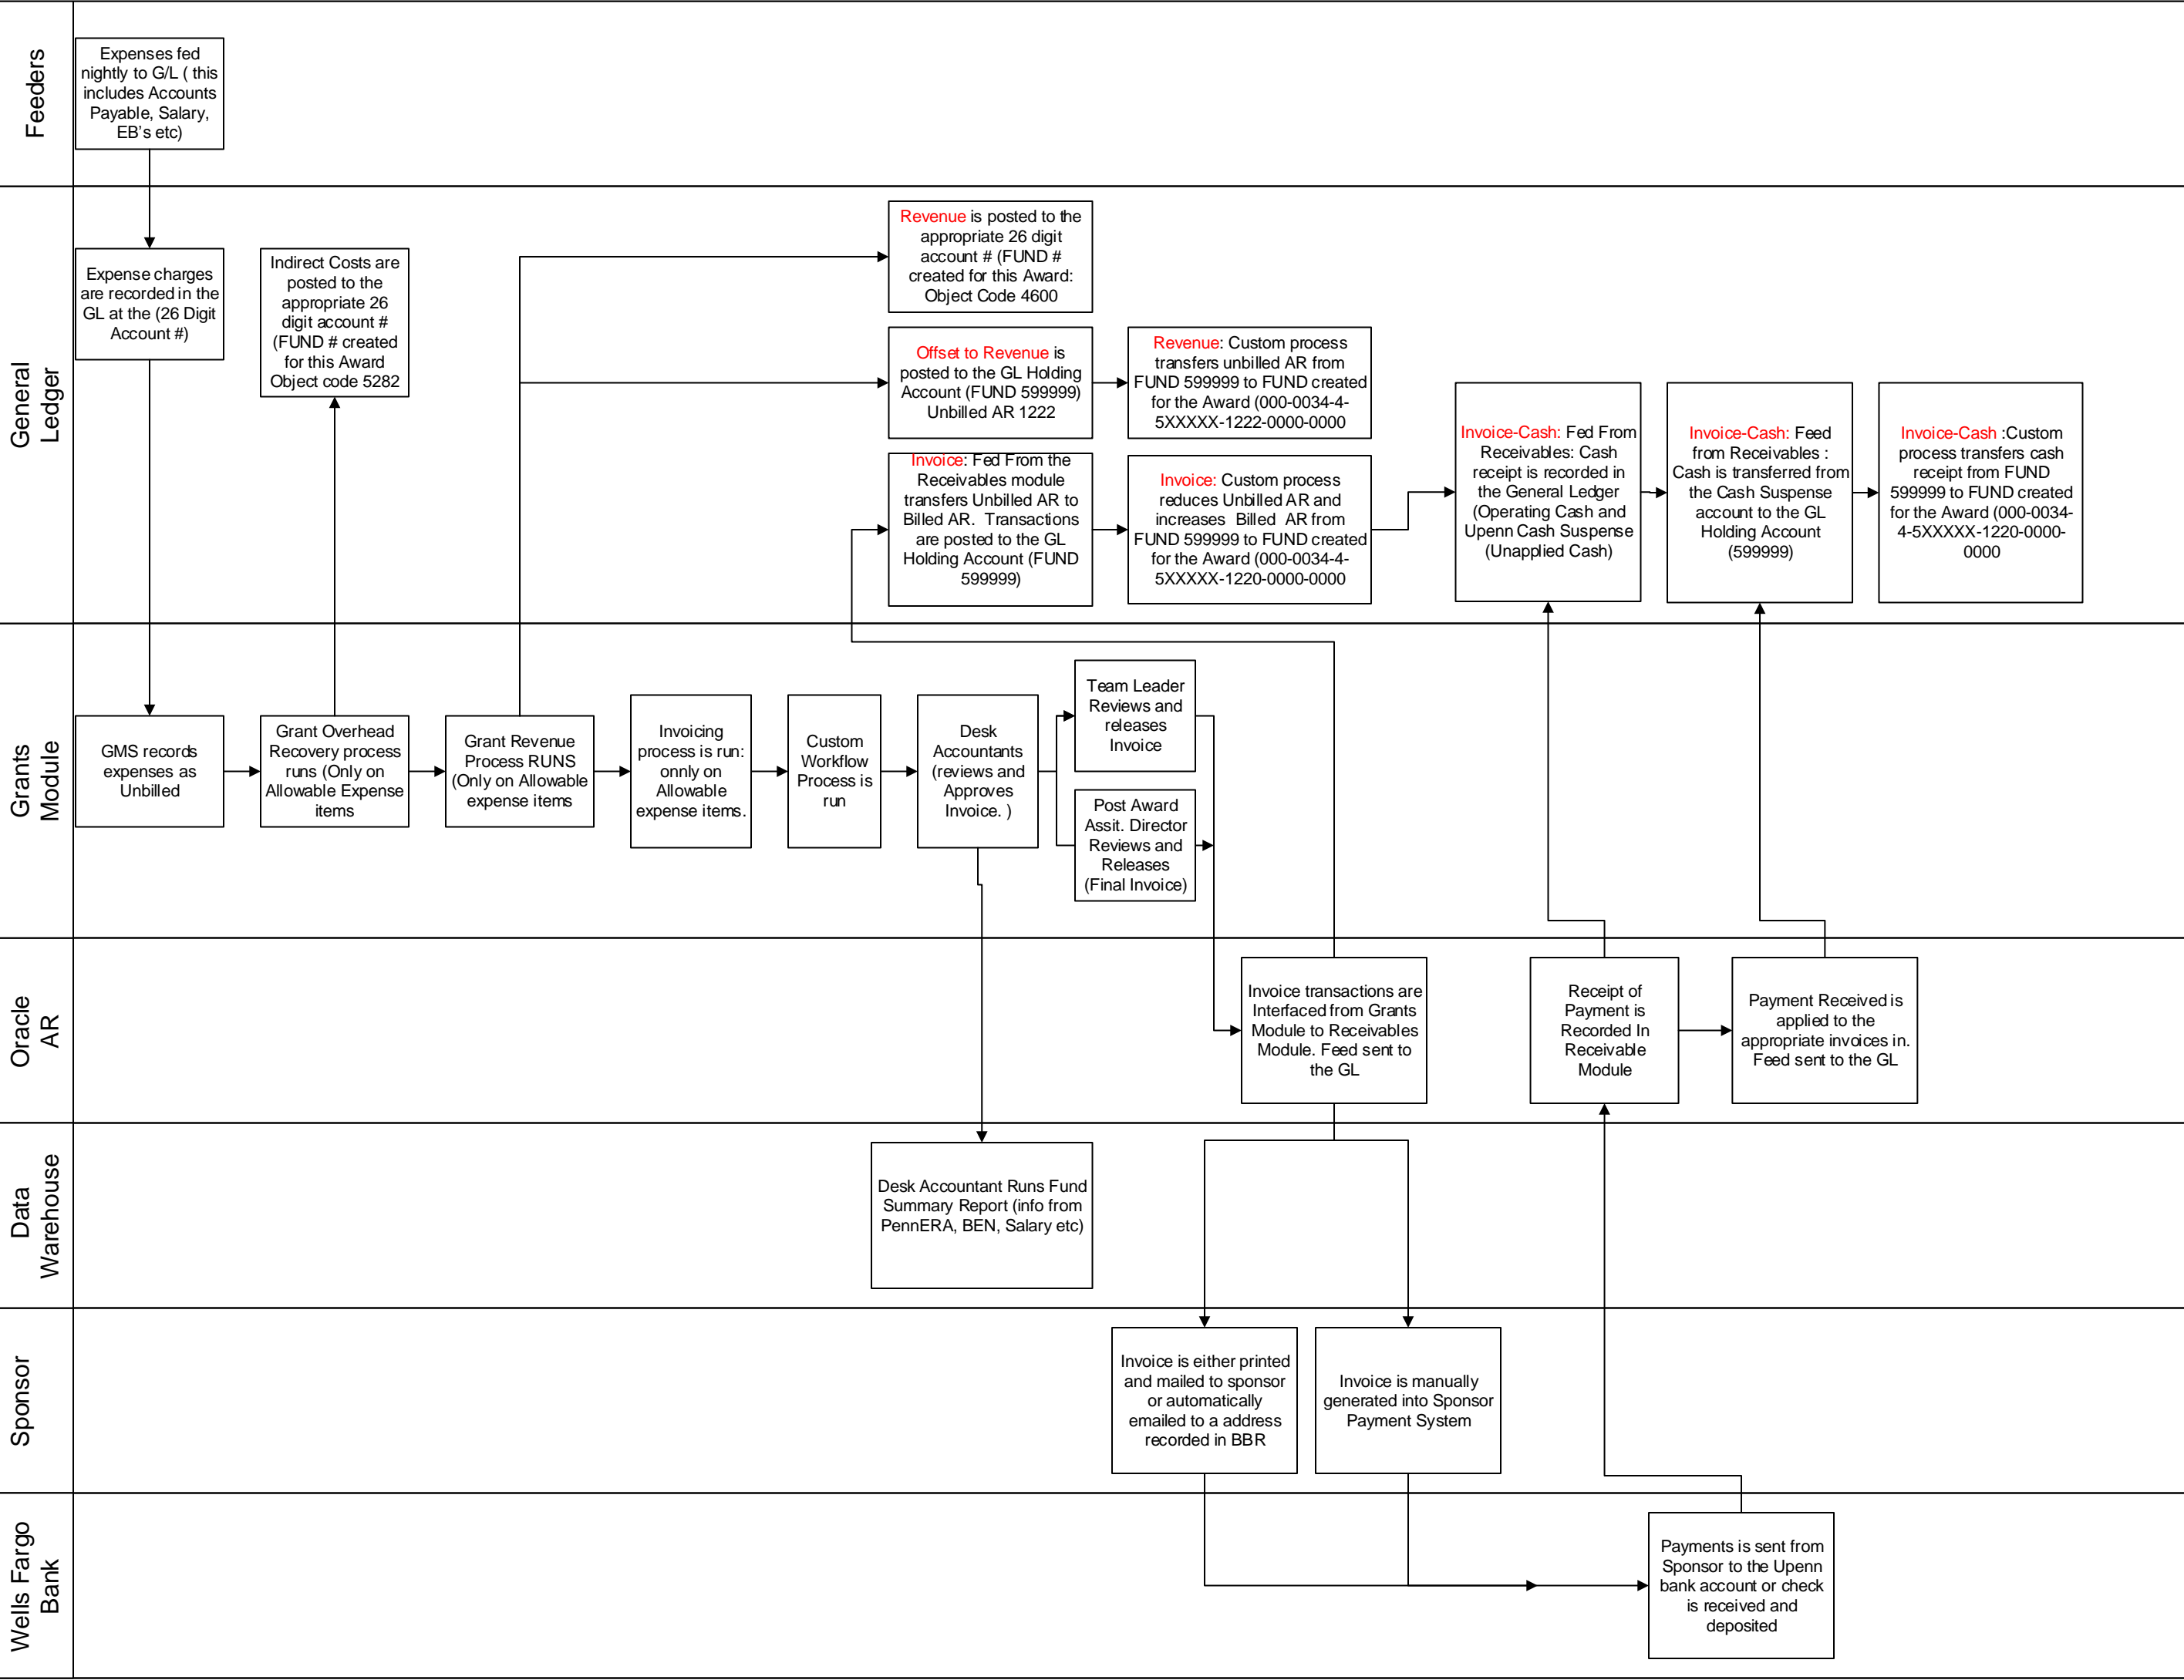 Feeders
Expenses fed
nightly to G/L ( this
includes Accounts
Payable, Salary,
EB's etc)
General
Ledger
Expense charges
are recorded in the
GL at the (26 Digit
Account #)
Indirect Costs are
posted to the
appropriate 26
digit account #
(FUND # created
for this Award
Object code 5282
Revenue is posted to the
appropriate 26 digit
account # (FUND #
created for this Award:
Object Code 4600
Offset to Revenue is
posted to the GL Holding
Account (FUND 599999)
Unbilled AR 1222
Revenue: Custom process
transfers unbilled AR from
FUND 599999 to FUND created
for the Award (000-0034-4-
5XXXXX-1222-0000-0000
Invoice: Fed From the
Receivables module
transfers Unbilled AR to
Billed AR. Transactions
are posted to the GL
Holding Account (FUND
599999)
Invoice: Custom process
reduces Unbilled AR and
increases Billed AR from
FUND 599999 to FUND created
for the Award (000-0034-4-
5XXXXX-1220-0000-0000
Invoice-Cash: Fed From
Receivables: Cash
receipt is recorded in
the General Ledger
(Operating Cash and
Upenn Cash Suspense
(Unapplied Cash)
Invoice-Cash: Feed
from Receivables :
Cash is transferred from
the Cash Suspense
account to the GL
Holding Account
(599999)
Invoice-Cash :Custom
process transfers cash
receipt from FUND
599999 to FUND created
for the Award (000-0034-
4-5XXXXX-1220-0000-
0000
Grants
Module
GMS records
expenses as
Unbilled
Grant Overhead
Recovery process
runs (Only on
Allowable Expense
items
Grant Revenue
Process RUNS
(Only on Allowable
expense items
Invoicing
process is run:
onnly on
Allowable
expense items.
Custom
Workflow
Process is
run
Desk
Accountants
(reviews and
Approves
Invoice. )
Team Leader
Reviews and
releases
Invoice
Post Award
Assit. Director
Reviews and
Releases
(Final Invoice)
Oracle
AR
Invoice transactions are
Interfaced from Grants
Module to Receivables
Module. Feed sent to
the GL
Receipt of
Payment is
Recorded In
Receivable
Module
Payment Received is
applied to the
appropriate invoices in.
Feed sent to the GL
Data
Warehouse
Desk Accountant Runs Fund
Summary Report (info from
PennERA, BEN, Salary etc)
Sponsor
Invoice is either printed
and mailed to sponsor
or automatically
emailed to a address
recorded in BBR
Invoice is manually
generated into Sponsor
Payment System
Wells Fargo
Bank
Payments is sent from
Sponsor to the Upenn
bank account or check
is received and
deposited